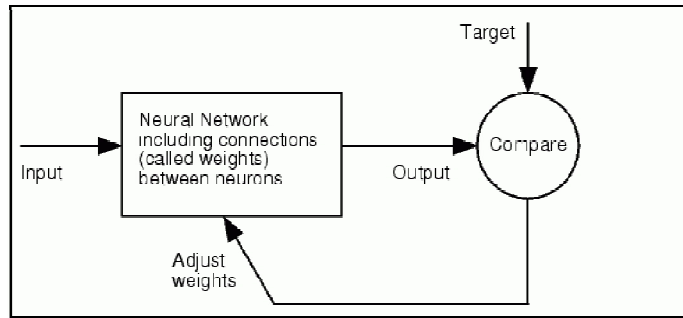 Target
Neural Network
including connections
(called weights)
between neurons
Compare
Input
Output
Adjust
weights